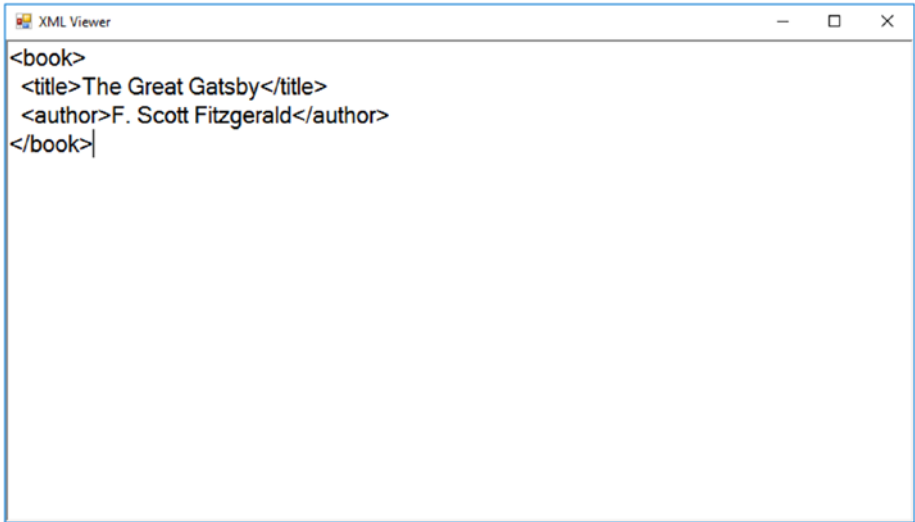 XML Viewer
<book>
  <title>The Great Gatsby</title>
  <author>F. Scott Fitzgerald</author>
</book>